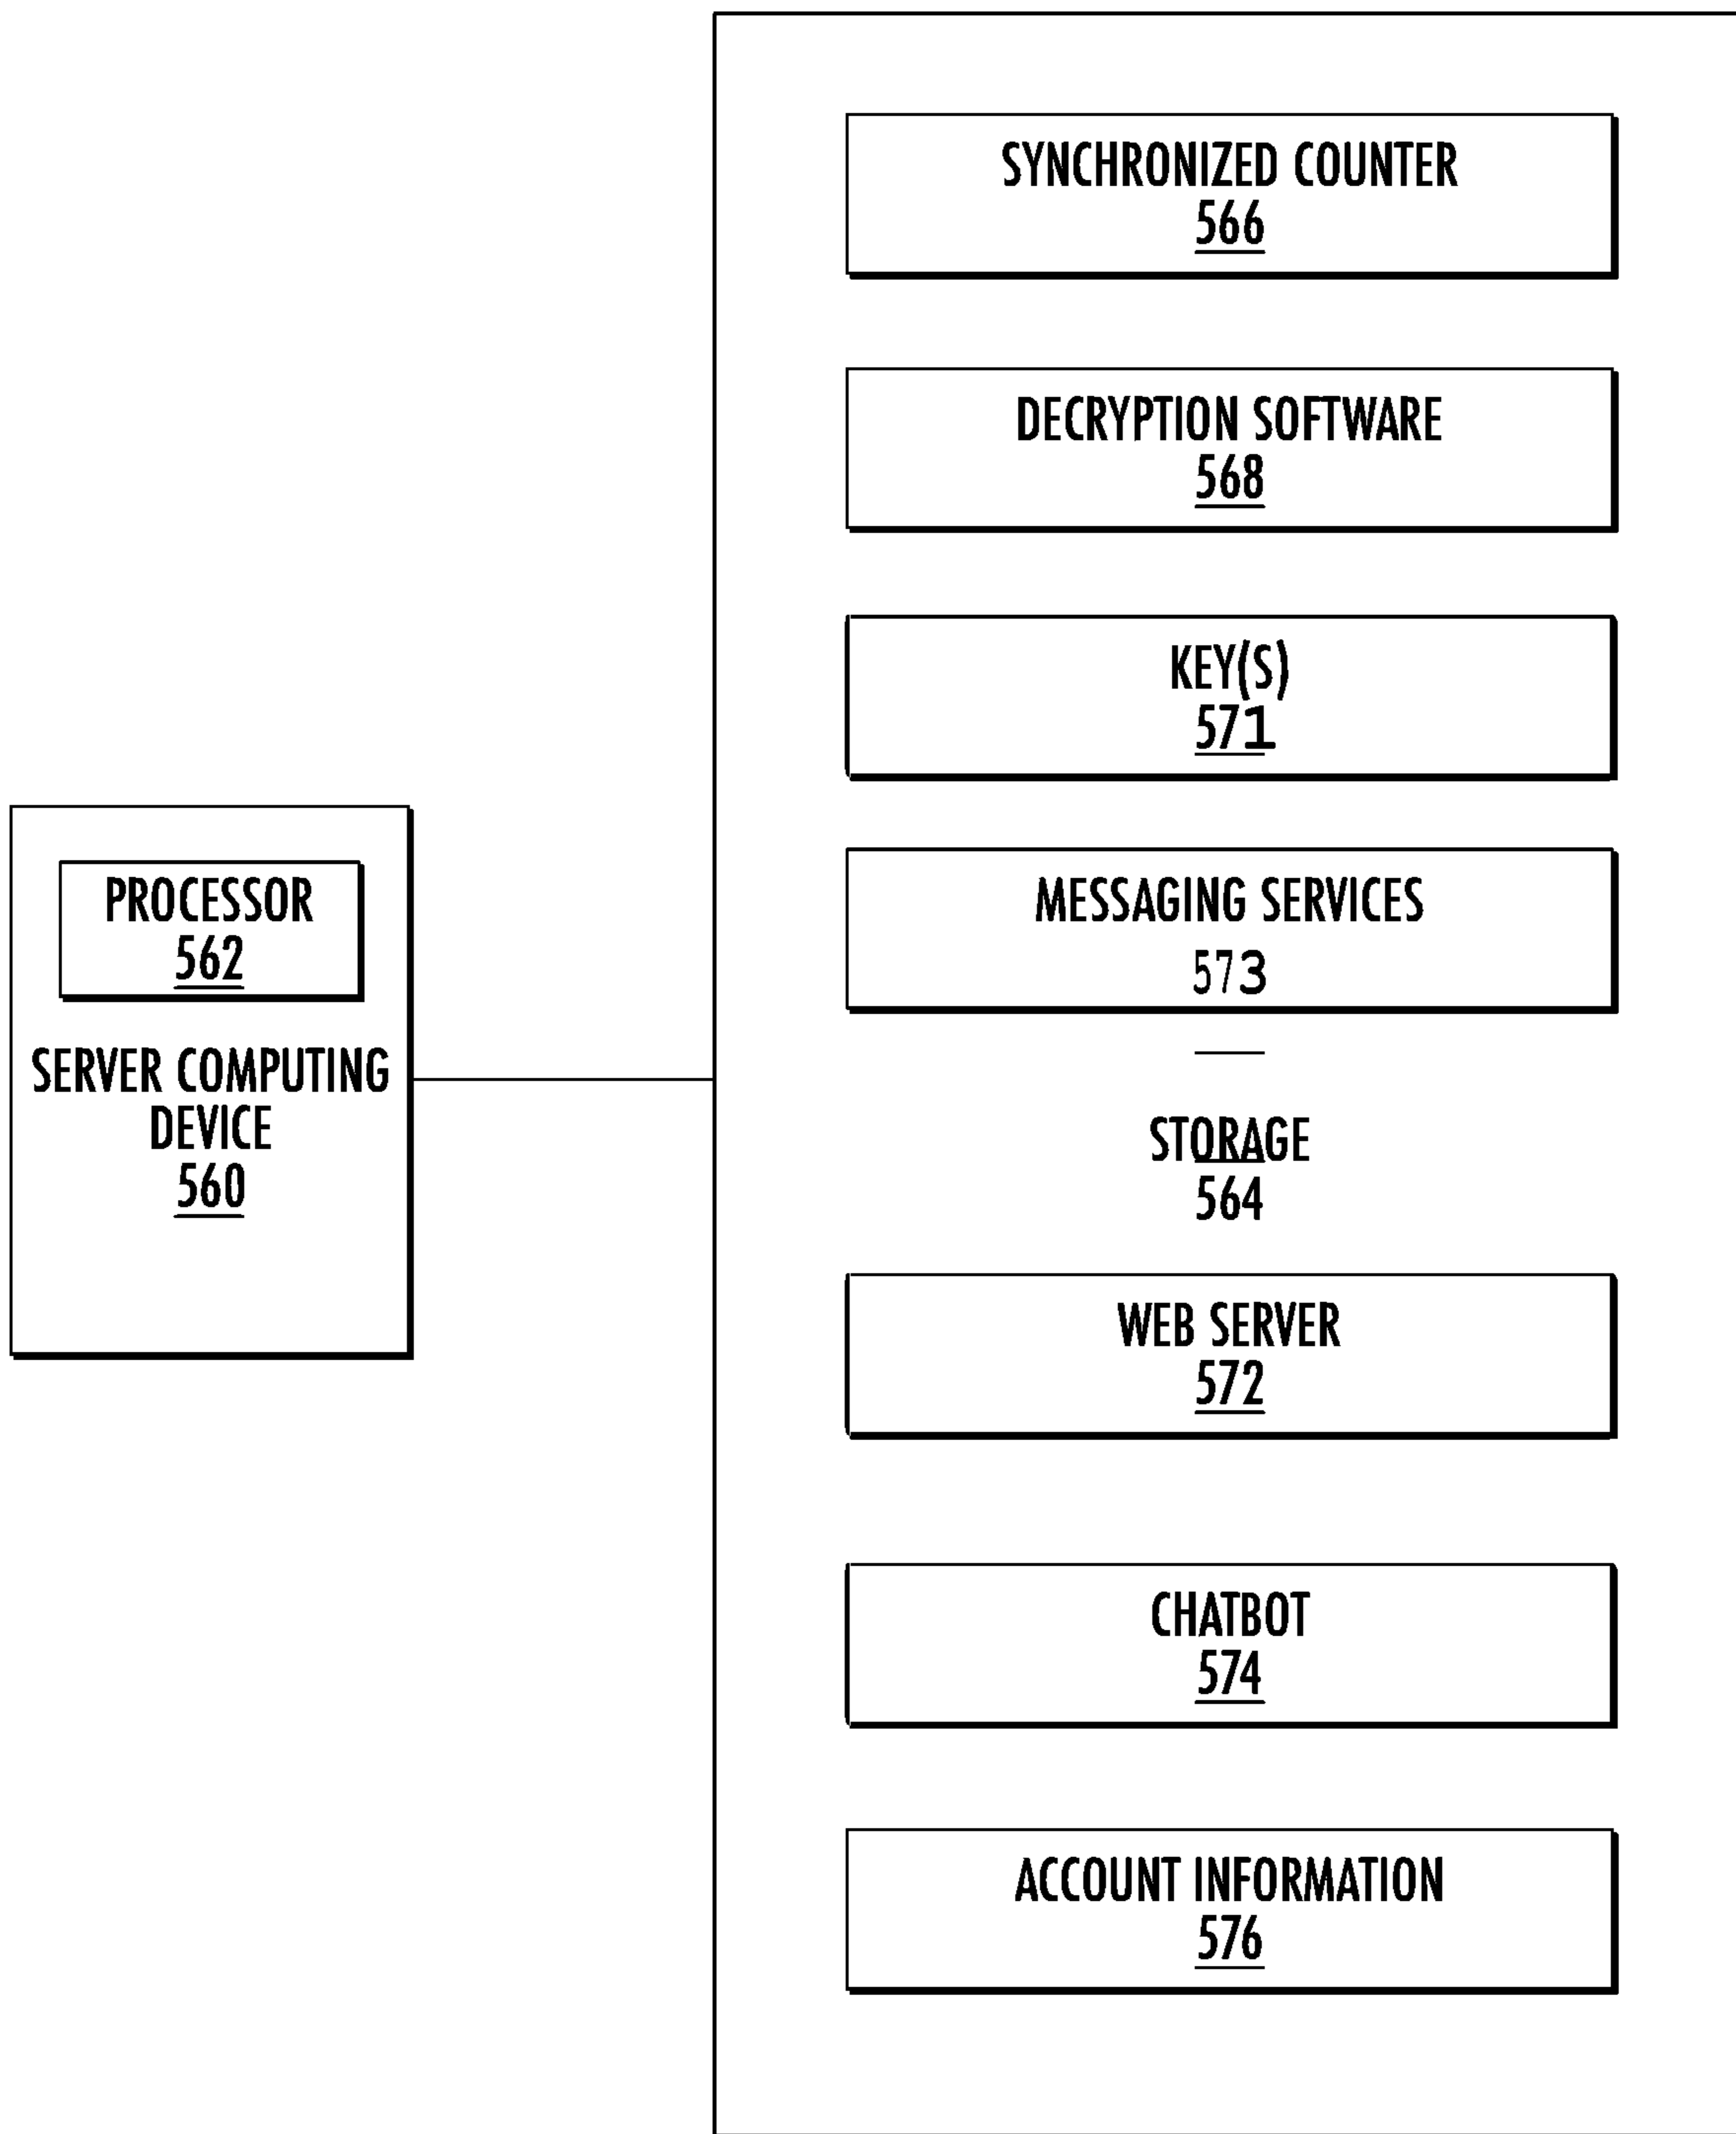 SYNCHRONIZED COUNTER
566
DECRYPTION SOFTWARE
568
KEY(S)
571
MESSAGING SERVICES
573
STORAGE
564
WEB SERVER
572
CHATBOT
574
ACCOUNT INFORMATION
576
PROCESSOR
562
SERVER COMPUTING
DEVICE
560